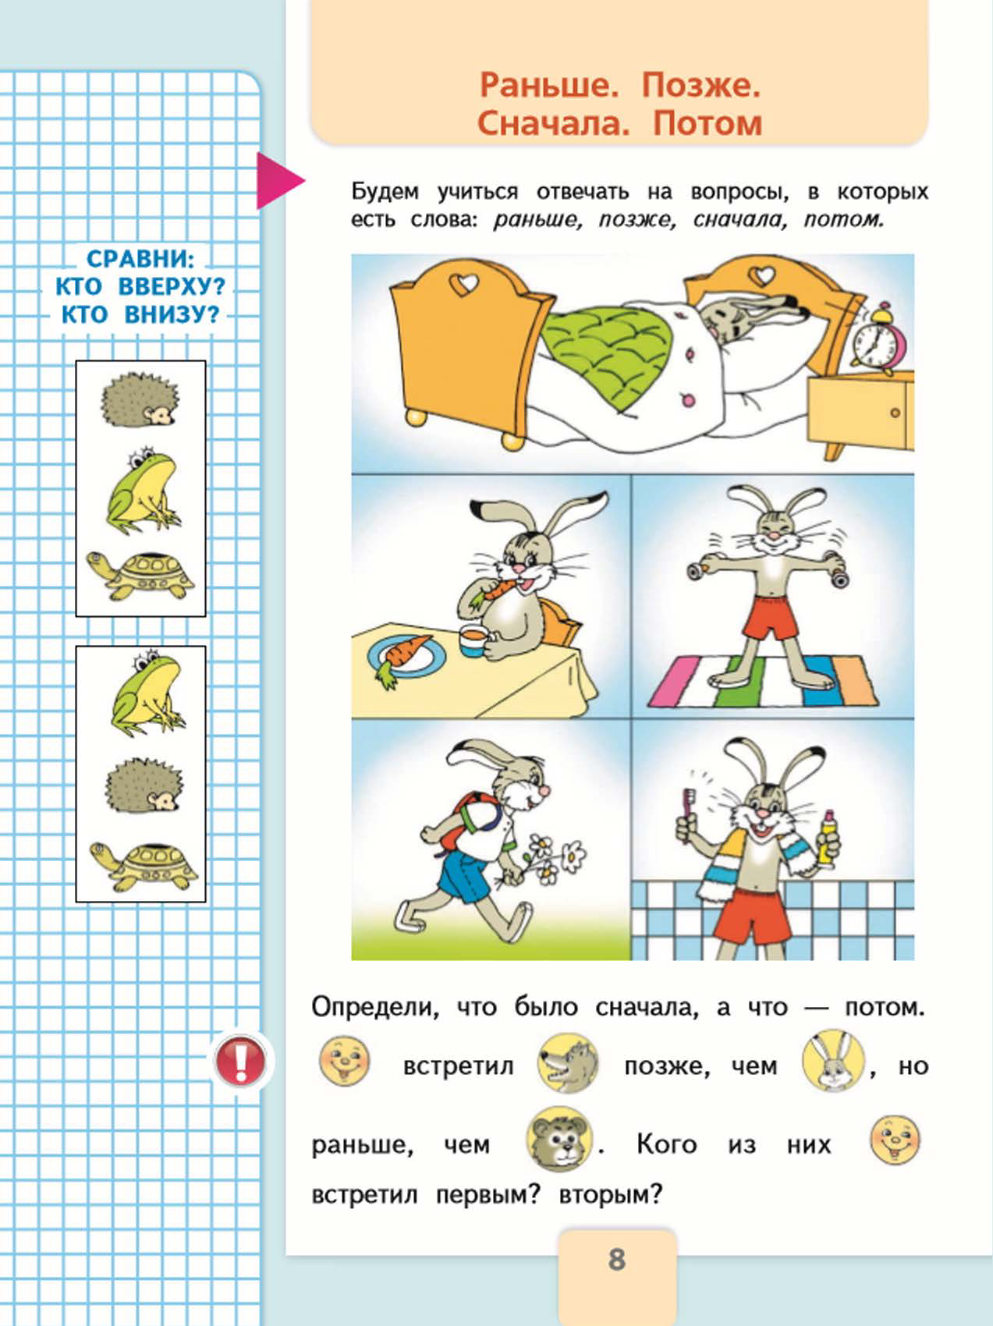 Раньше. Позже.
Сначала. Потом
Будем учиться отвечать на вопросы, в которых
есть слова: раньше, позже, сначала, потом.
СРАВНИ:
КТО ВВЕРХУ?
КТО ВНИЗУ?
Определи, что было сначала, а что — потом.
! встретил позже, чем , но
раньше, чем . Кого из них
встретил первым? вторым?
8